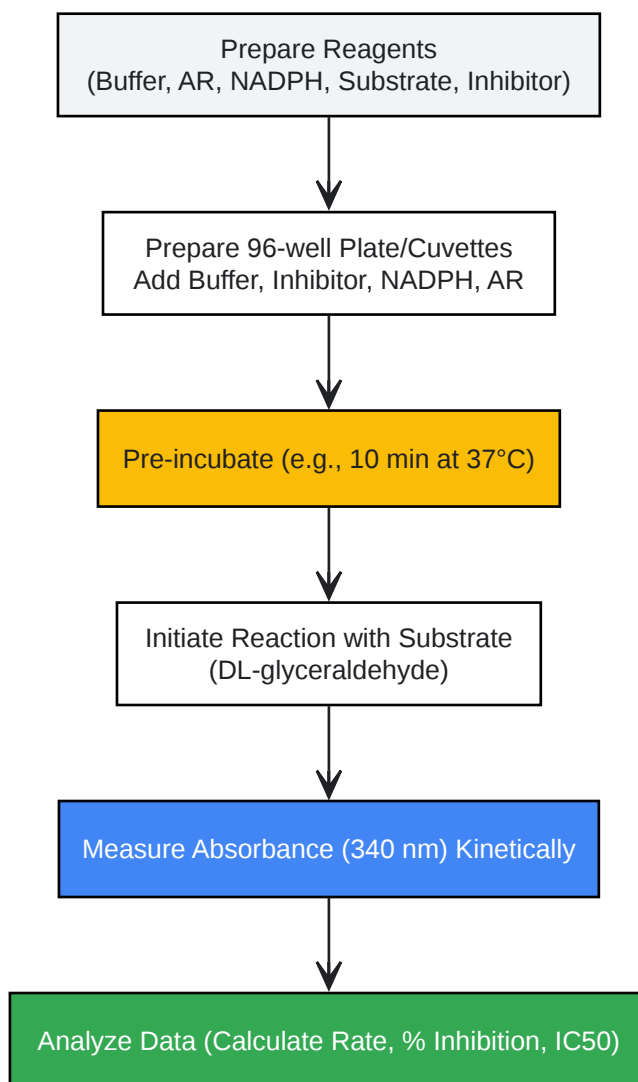 Prepare Reagents
(Buffer, AR, NADPH, Substrate, Inhibitor)
Prepare 96-well Plate/Cuvettes
Add Buffer, Inhibitor, NADPH, AR
Pre-incubate (e.g., 10 min at 37°C)
Initiate Reaction with Substrate
(DL-glyceraldehyde)
Measure Absorbance (340 nm) Kinetically
Analyze Data (Calculate Rate, % Inhibition, IC50)